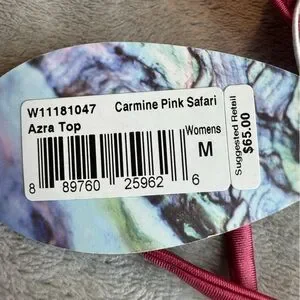 W11181047 Carmine Pink Safari
Azra Top
Womens
M
8 89760 25962 6
Suggested Retail
$65.00